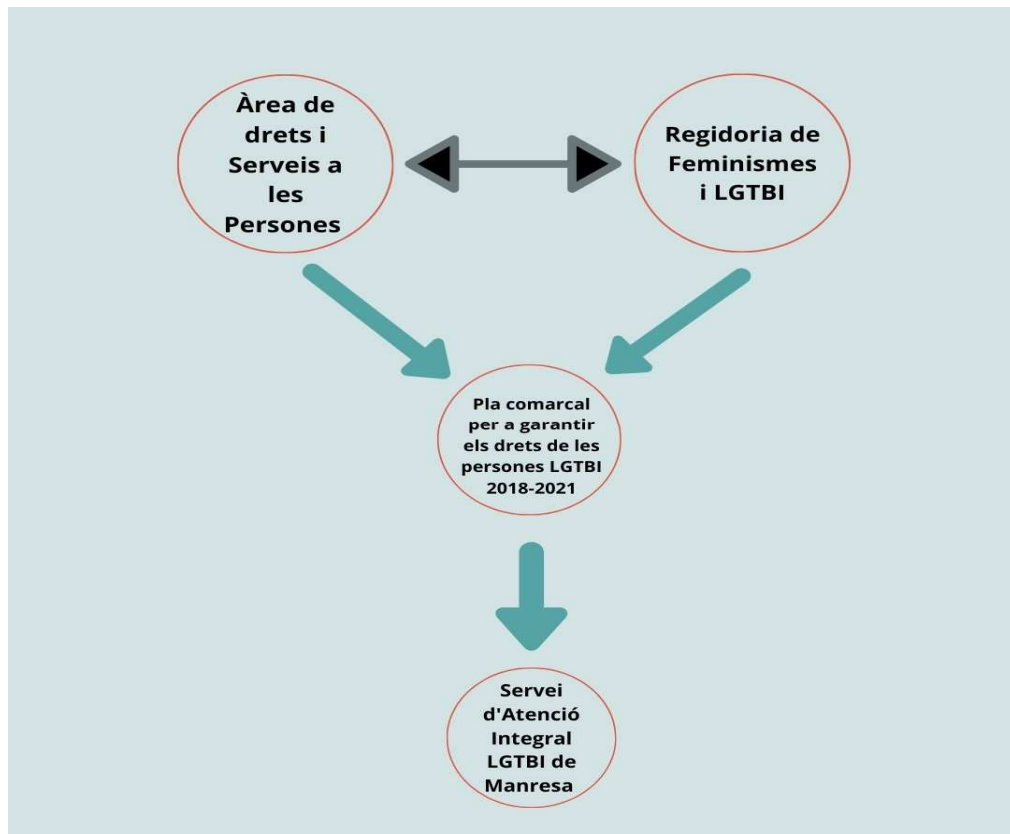 Àrea de
drets i
Serveis a
les
Persones
Regidoria de
Feminismes
i LGTBI
Pla comarcal
per a garantir
els drets de les
persones LGTBI
2018-2021
Servei
d'Atenció
Integral
LGTBI de
Manresa